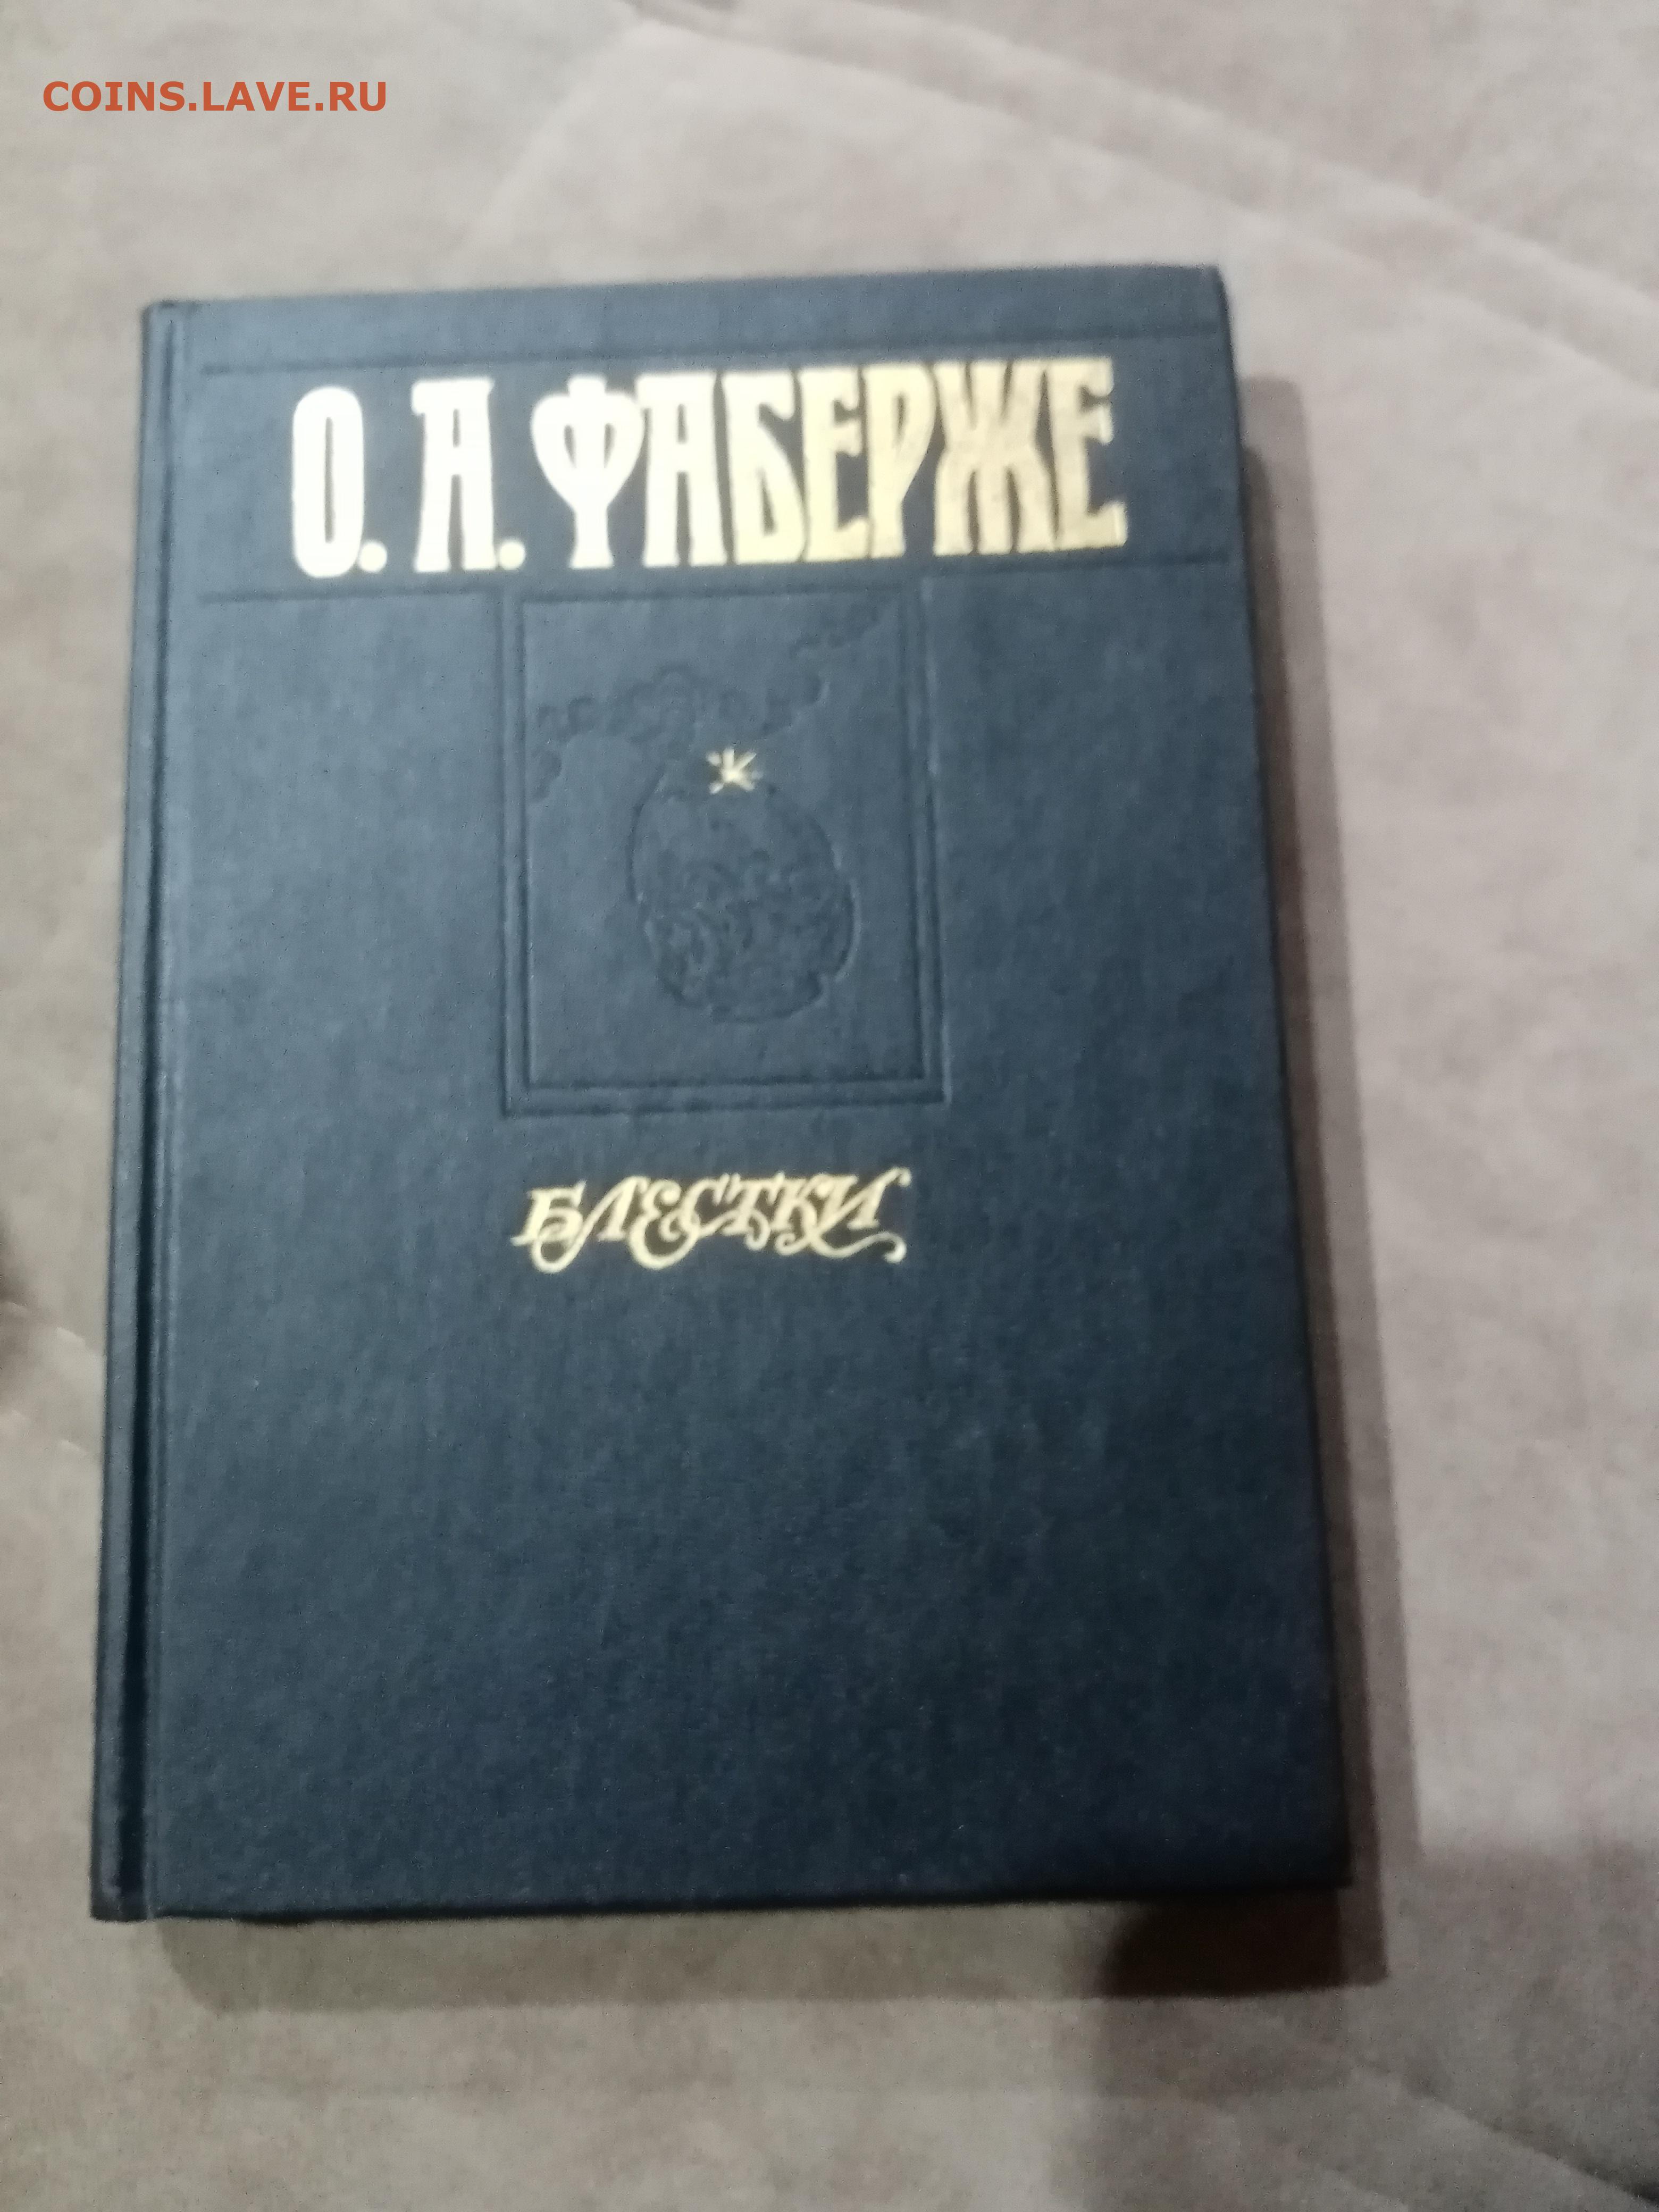 COINS.LAVE.RU
О. А. ФАБЕРЖЕ
БЛЕСТКИ